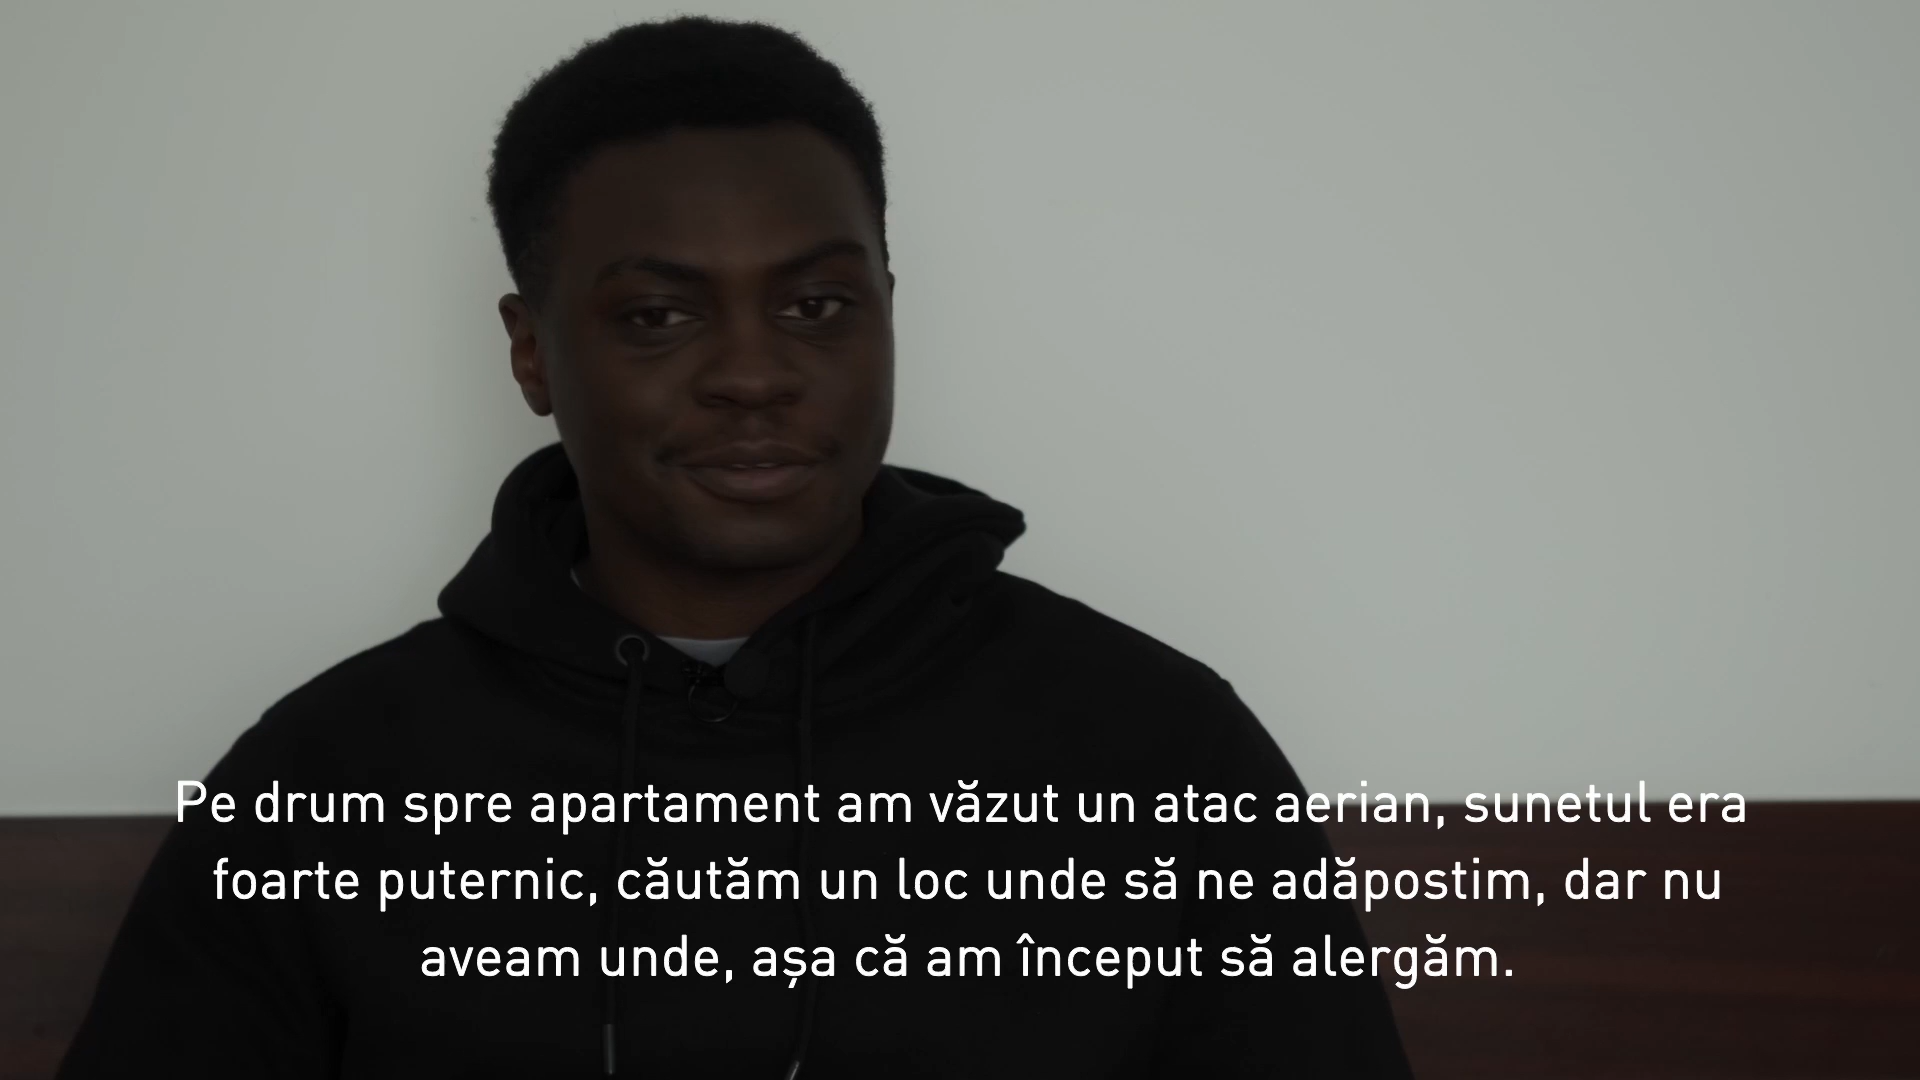 Pe drum spre apartament am văzut un atac aerian, sunetul era
foarte puternic, căutăm un loc unde să ne adăpostim, dar nu
aveam unde, așa că am început să alergăm.